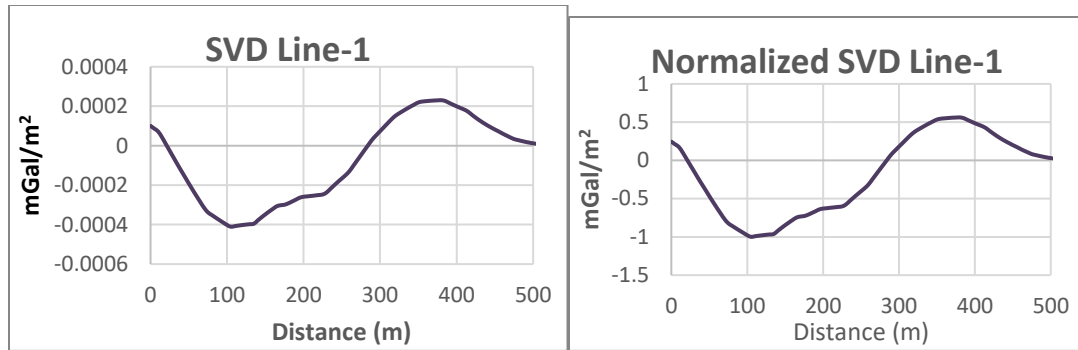 SVD Line-1
0.0004
0.0002
0
-0.0002
-0.0004
-0.0006
mGal/m²
0 100 200 300 400 500
Distance (m)
Normalized SVD Line-1
1
0.5
0
-0.5
-1
-1.5
mGal/m²
0 100 200 300 400 500
Distance (m)